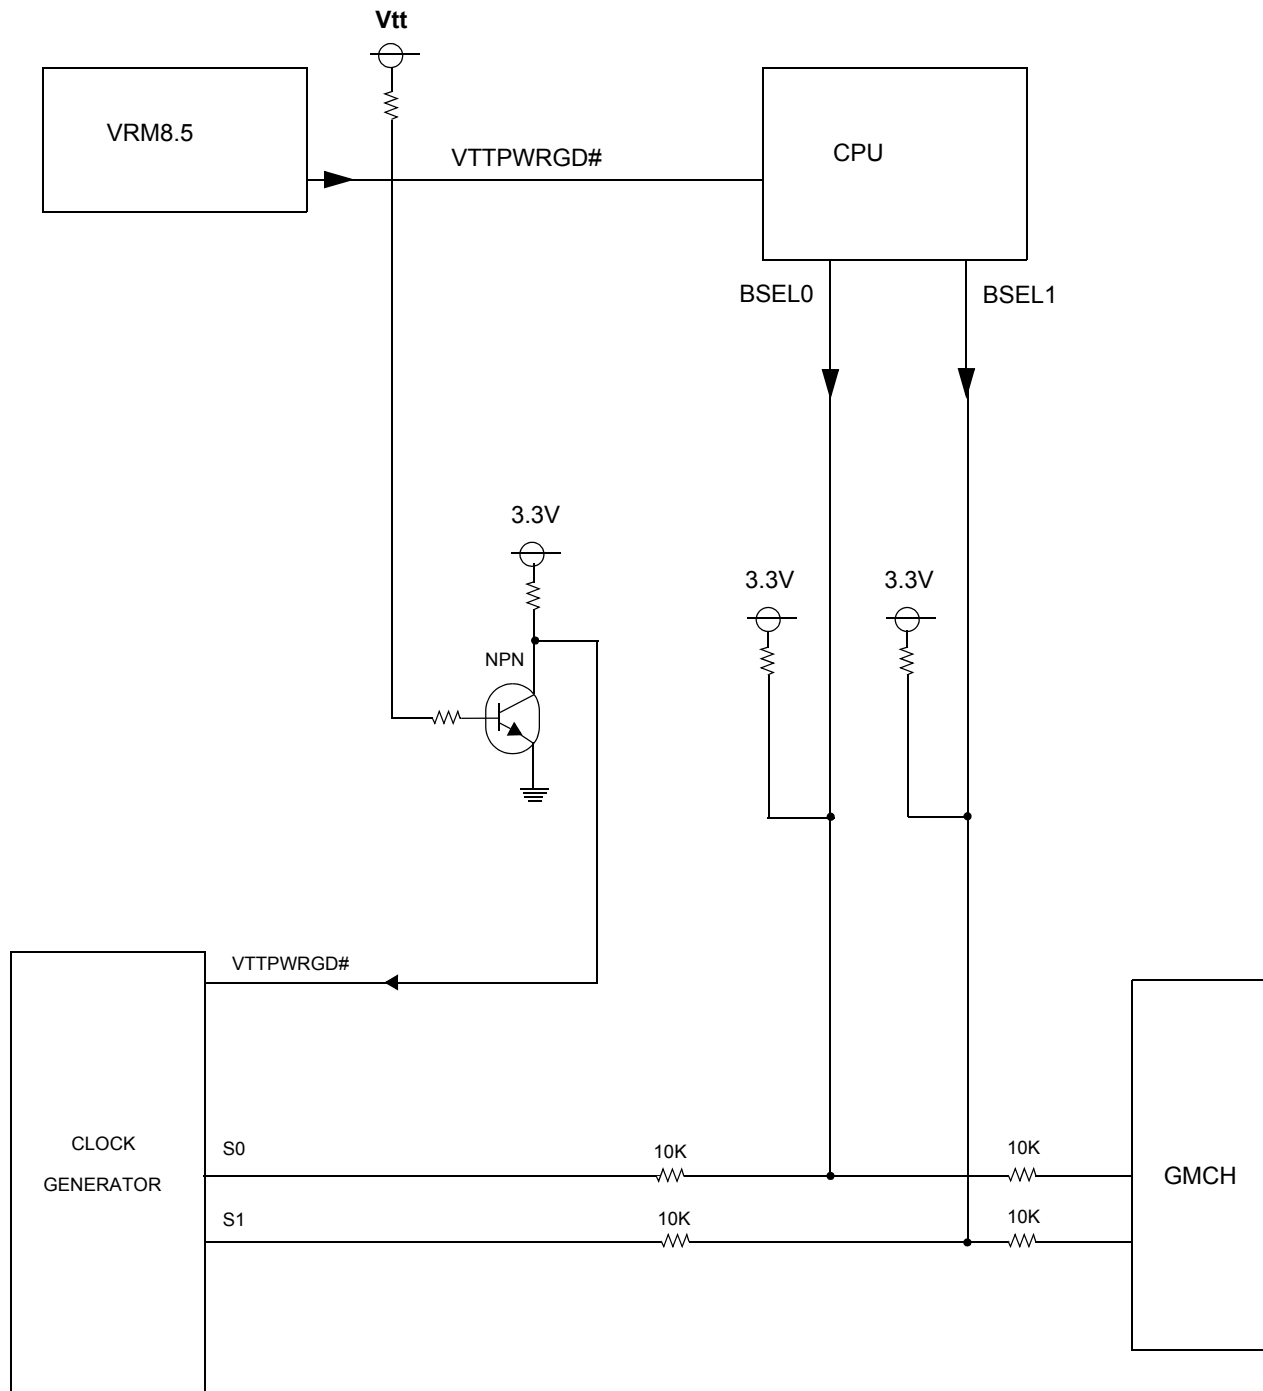 Vtt
VRM8.5
VTTPWRGD#
CPU
BSEL0
BSEL1
3.3V
3.3V
3.3V
NPN
VTTPWRGD#
CLOCK
GENERATOR
S0
10K
10K
GMCH
S1
10K
10K